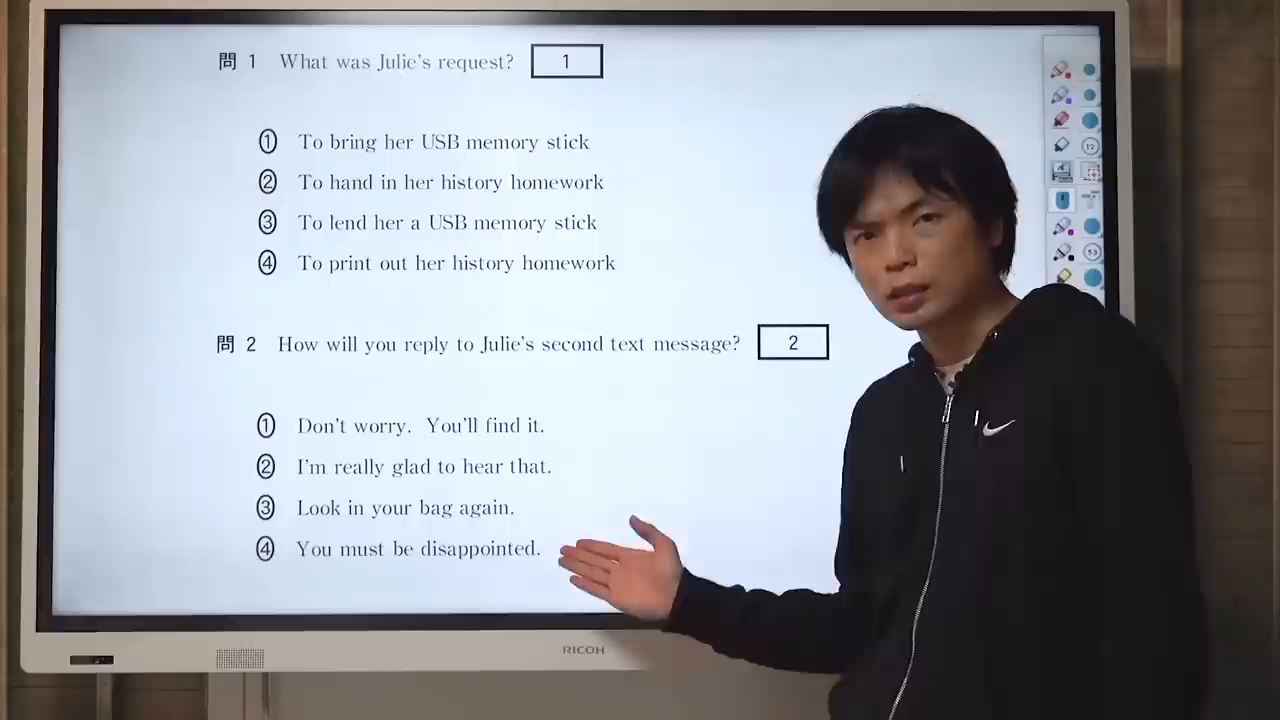 問 1 What was Julie's request? 1
① To bring her USB memory stick
② To hand in her history homework
③ To lend her a USB memory stick
④ To print out her history homework
問 2 How will you reply to Julie's second text message? 2
① Don't worry. You'll find it.
② I'm really glad to hear that.
③ Look in your bag again.
④ You must be disappointed.
12
53
RICOH